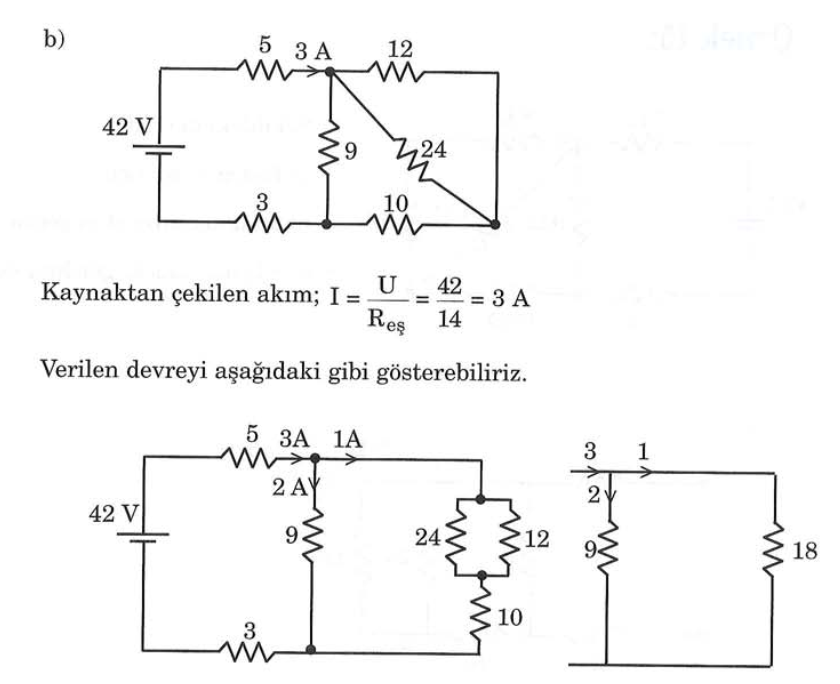 b)
5 3 A 12
42 V
9 24
3 10
Kaynaktan çekilen akım; I = U / Reş = 42 / 14 = 3 A
Verilen devreyi aşağıdaki gibi gösterebiliriz.
5 3A 1A
2 A
42 V
9 24 12
10
3
3 1
2
9 18